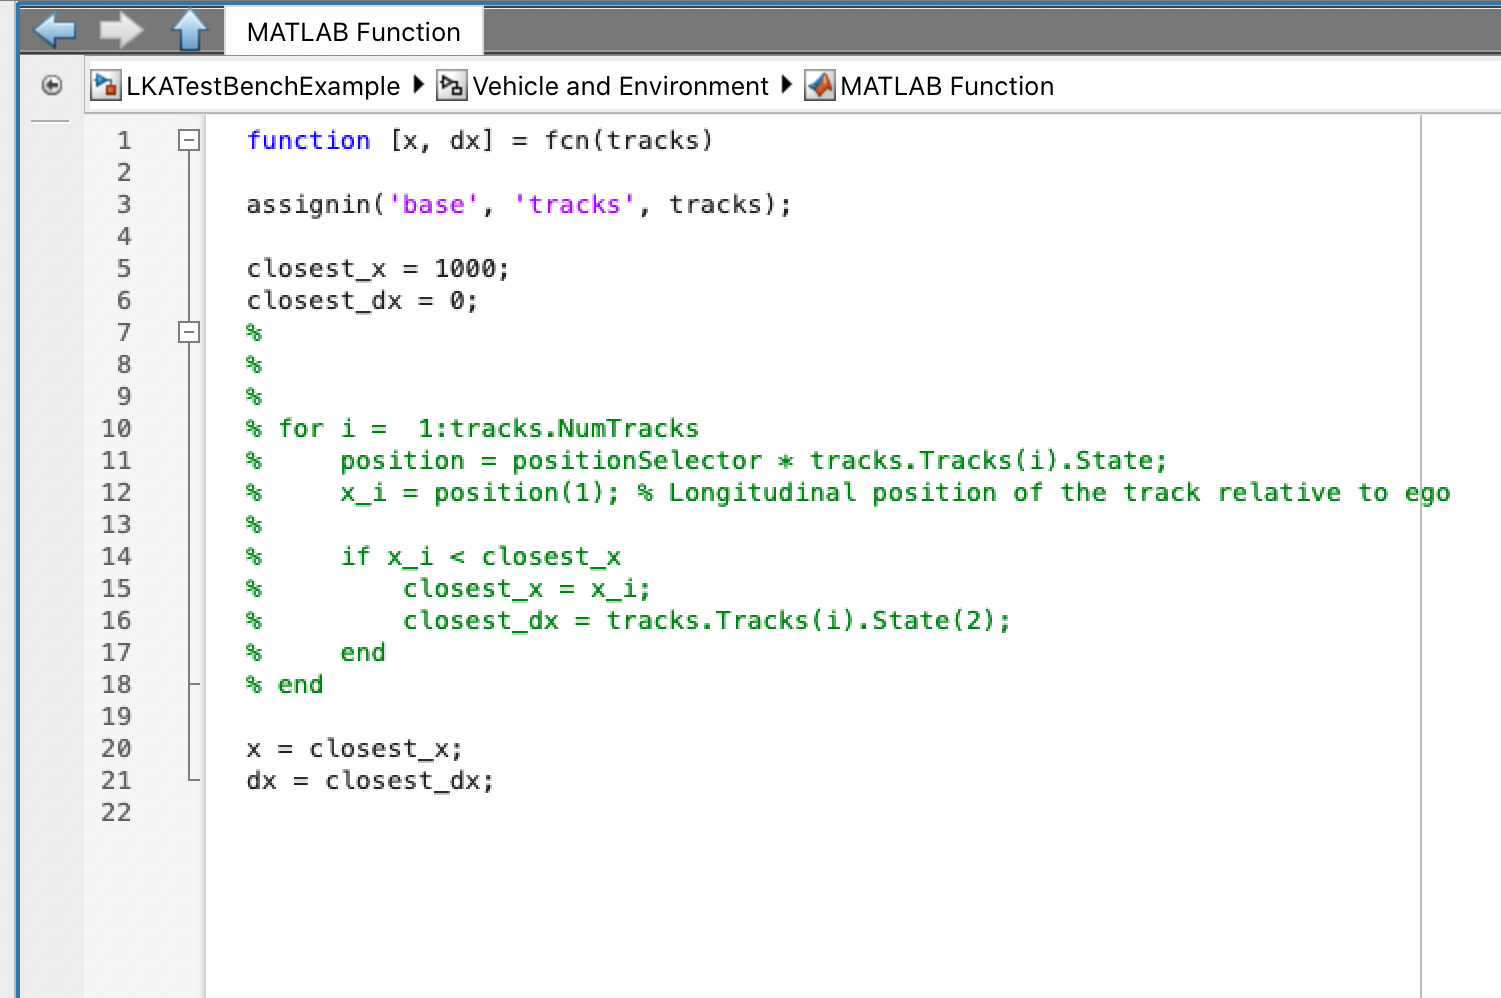 MATLAB Function
LKATestBenchExample Vehicle and Environment MATLAB Function
1 function [x, dx] = fcn(tracks)
2
3 assignin('base', 'tracks', tracks);
4
5 closest_x = 1000;
6 closest_dx = 0;
7 %
8 %
9 %
10 % for i =  1:tracks.NumTracks
11 %     position = positionSelector * tracks.Tracks(i).State;
12 %     x_i = position(1); % Longitudinal position of the track relative to ego
13 %
14 %     if x_i < closest_x
15 %         closest_x = x_i;
16 %         closest_dx = tracks.Tracks(i).State(2);
17 %     end
18 % end
19
20 x = closest_x;
21 dx = closest_dx;
22